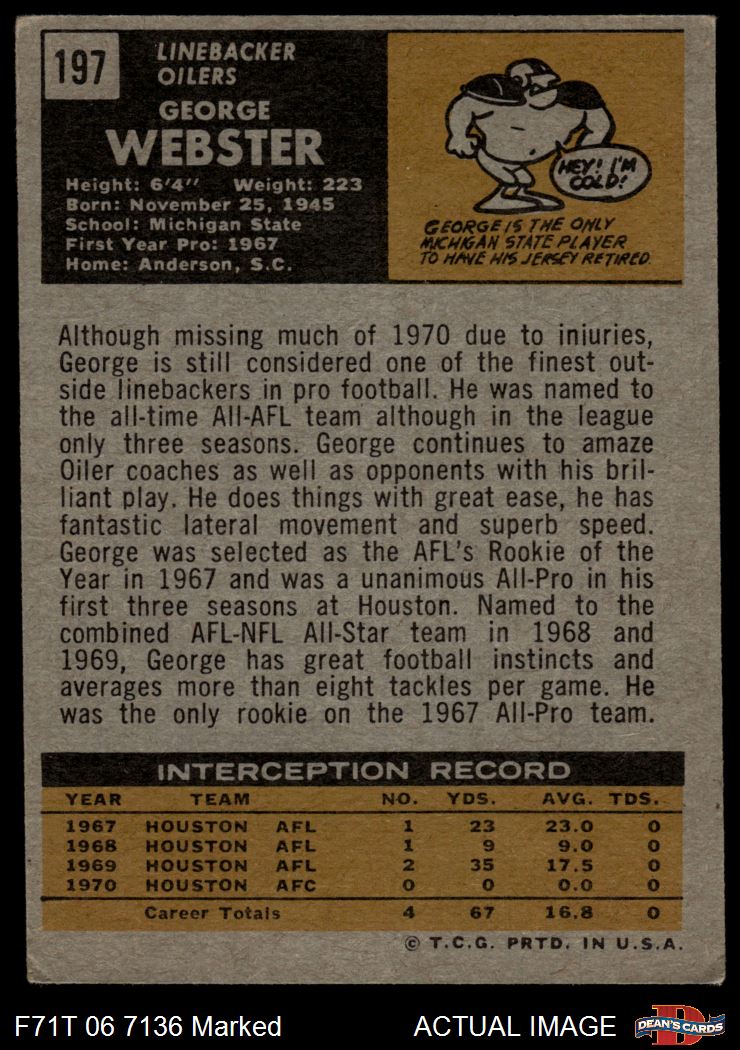 197
LINEBACKER
OILERS
GEORGE
WEBSTER
Height: 6'4" Weight: 223
Born: November 25, 1945
School: Michigan State
First Year Pro: 1967
Home: Anderson, S.C.
HEY! I'M
COLD!
GEORGE IS THE ONLY
MICHIGAN STATE PLAYER
TO HAVE HIS JERSEY RETIRED.
Although missing much of 1970 due to iniuries,
George is still considered one of the finest out-
side linebackers in pro football. He was named to
the all-time All-AFL team although in the league
only three seasons. George continues to amaze
Oiler coaches as well as opponents with his bril-
liant play. He does things with great ease, he has
fantastic lateral movement and superb speed.
George was selected as the AFL's Rookie of the
Year in 1967 and was a unanimous All-Pro in his
first three seasons at Houston. Named to the
combined AFL-NFL All-Star team in 1968 and
1969, George has great football instincts and
averages more than eight tackles per game. He
was the only rookie on the 1967 All-Pro team.
INTERCEPTION RECORD
YEAR TEAM NO. YDS. AVG. TDS.
1967 HOUSTON AFL 1 23 23.0 0
1968 HOUSTON AFL 1 9 9.0 0
1969 HOUSTON AFL 2 35 17.5 0
1970 HOUSTON AFC 0 0 0.0 0
Career Totals 4 67 16.8 0
© T.C.G. PRTD. IN U.S.A.
F71T 06 7136 Marked ACTUAL IMAGE
D
DEAN'S CARDS